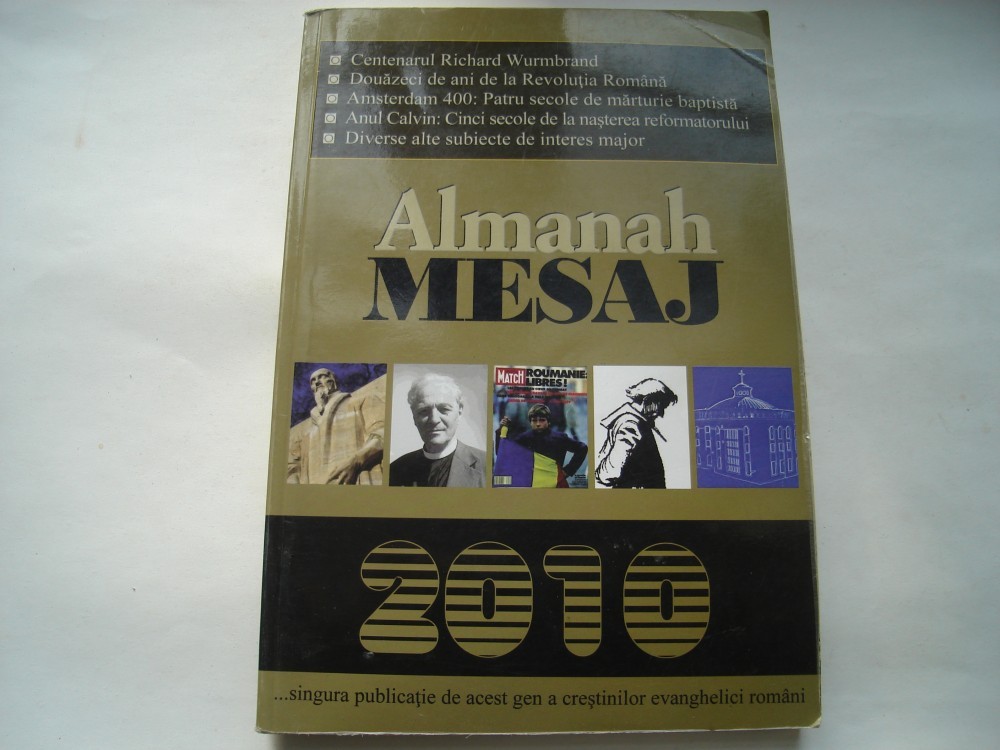 Centenarul Richard Wurmbrand
Douăzeci de ani de la Revoluția Română
Amsterdam 400: Patru secole de mărturie baptistă
Anul Calvin: Cinci secole de la nașterea reformatorului
Diverse alte subiecte de interes major
Almanah
MESAJ
MATCH
ROUMANIE:
LIBRES!
2010
...singura publicație de acest gen a creștinilor evanghelici români